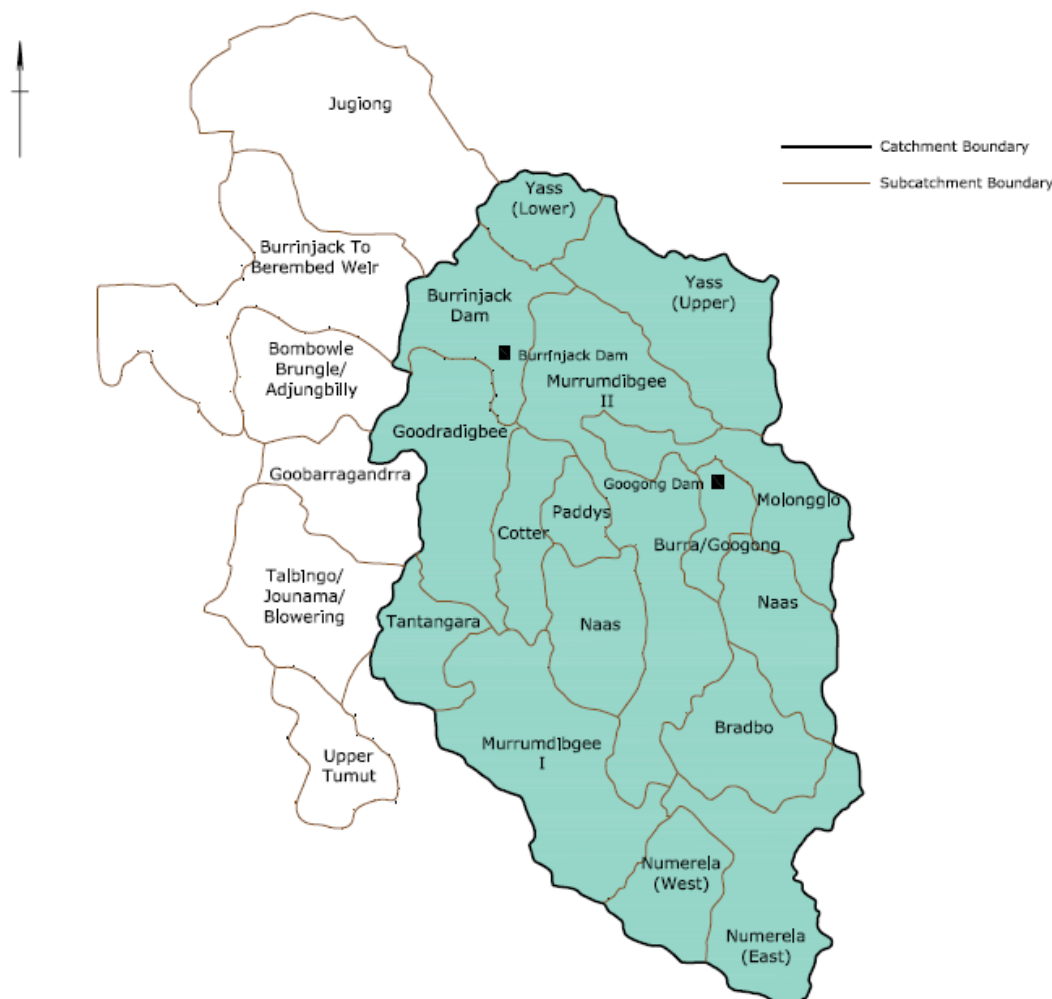 Jugiong
Catchment Boundary
Subcatchment Boundary
Yass
(Lower)
Burrinjack To
Berembed Weir
Yass
(Upper)
Burrinjack
Dam
Bombowle
Brungle/
Adjungbilly
Burrinjack Dam
Murrumdibgee
II
Goodradigbee
Goobarragandrra
Googong Dam
Molongglo
Paddys
Cotter
Burra/Googong
Talbingo/
Jounama/
Blowering
Tantangara
Naas
Naas
Bradbo
Murrumdibgee
I
Upper
Tumut
Numerela
(West)
Numerela
(East)